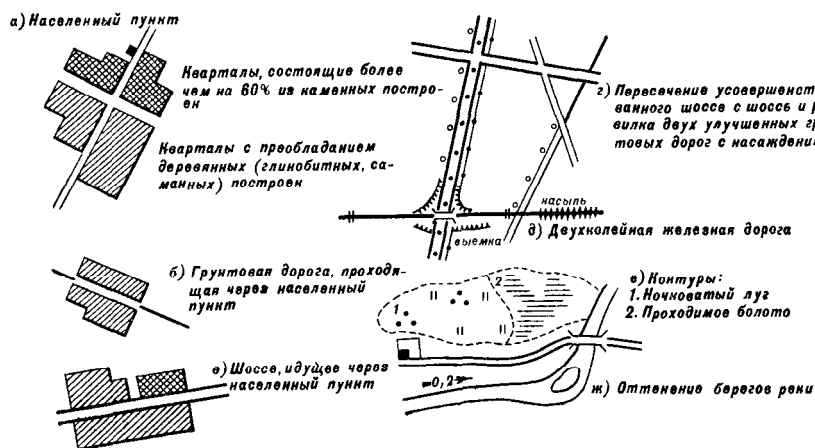 а) Населенный пункт
Кварталы, состоящие более
чем на 60% из каменных постро-
ек
Кварталы с преобладанием
деревянных (глинобитных, са-
манных) построек
б) Грунтовая дорога, проходя-
щая через населенный
пункт
в) Шоссе, идущее через
населенный пункт
г) Пересечение усовершенст
ванного шоссе с шоссе и р
вилка двух улучшенных гр
товых дорог с насаждени
насыпь
выемка
д) Двухколейная железная дорога
е) Контуры:
1. Кочковатый луг
2. Проходимое болото
1
2
0,2
ж) Оттенение берегов реки